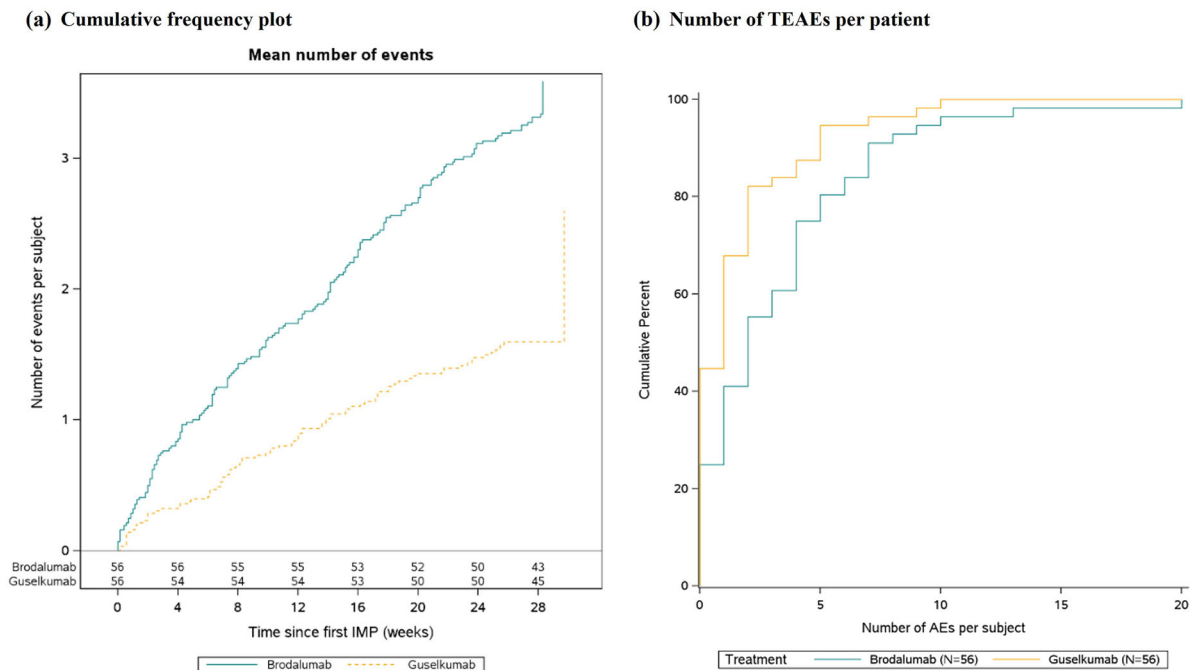 (a) Cumulative frequency plot
Mean number of events
Number of events per subject
3
2
1
0
Brodalumab 56 56 55 55 53 52 50 43
Guselkumab 56 54 54 54 53 50 50 45
0 4 8 12 16 20 24 28
Time since first IMP (weeks)
Brodalumab Guselkumab
(b) Number of TEAEs per patient
Cumulative Percent
100
80
60
40
20
0
0 5 10 15 20
Number of AEs per subject
Treatment Brodalumab (N=56) Guselkumab (N=56)